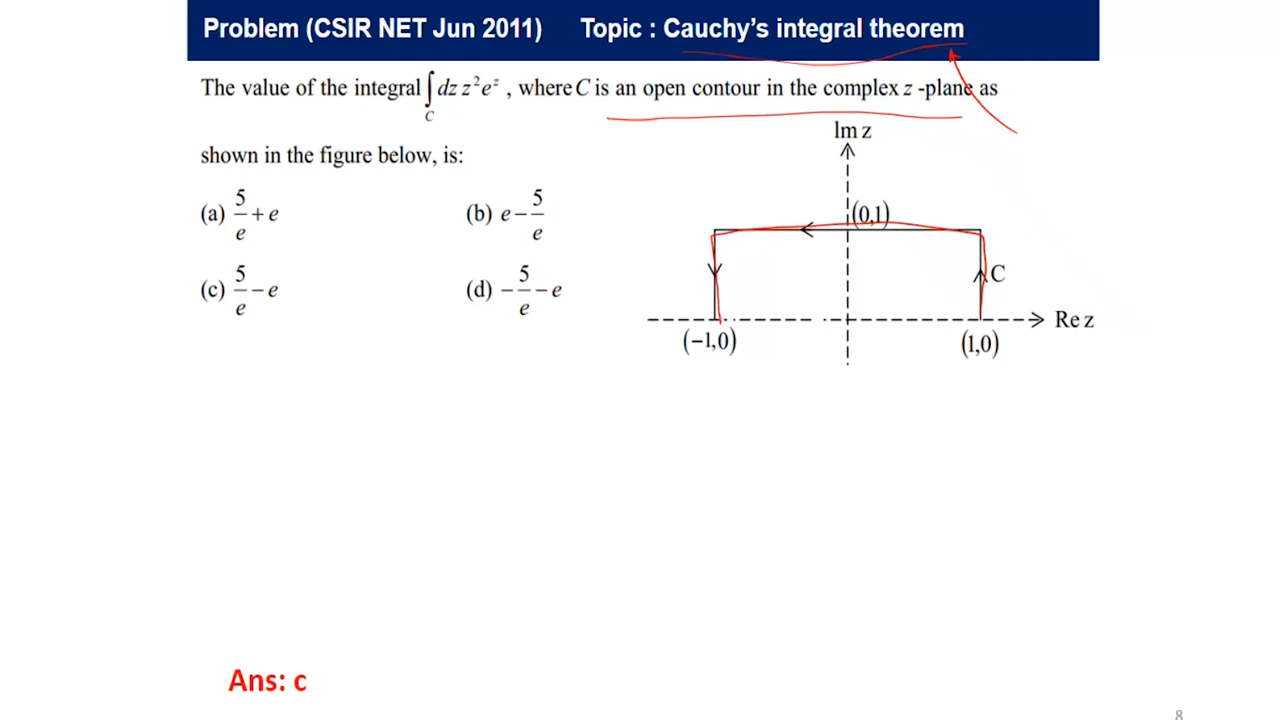 Problem (CSIR NET Jun 2011) Topic : Cauchy's integral theorem
The value of the integral ∫_C dz z² e^z , where C is an open contour in the complex z -plane as
shown in the figure below, is:
Im z
(a) 5/e + e (b) e − 5/e
(0,1)
(c) 5/e − e (d) − 5/e − e
C
Re z
(−1,0) (1,0)
Ans: c
8